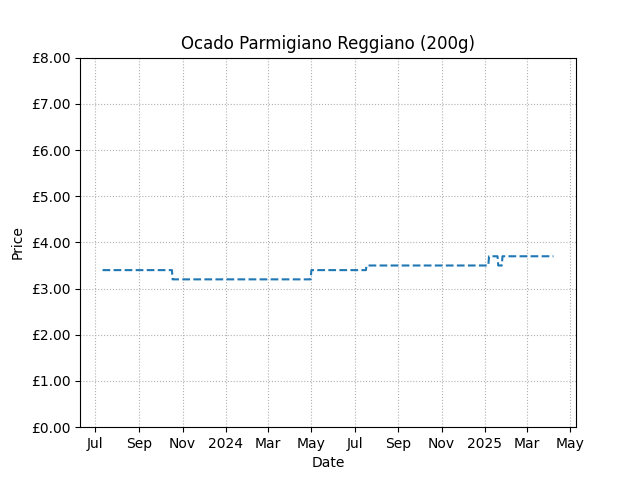 Ocado Parmigiano Reggiano (200g)
£8.00
£7.00
£6.00
£5.00
£4.00
£3.00
£2.00
£1.00
£0.00
Price
Jul Sep Nov 2024 Mar May Jul Sep Nov 2025 Mar May
Date